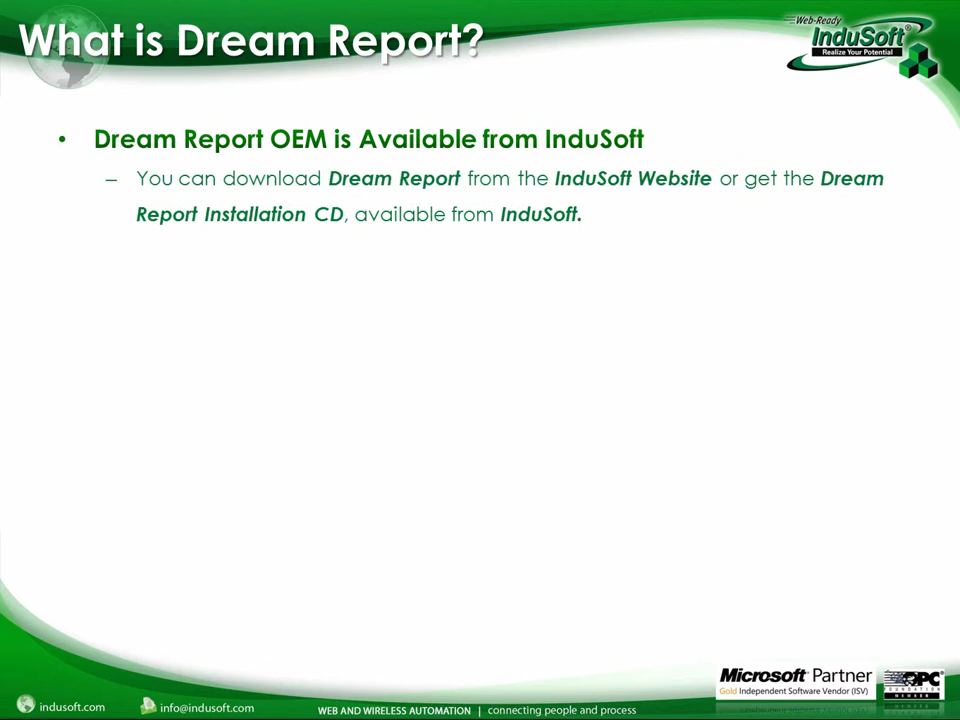 What is Dream Report?
Web-Ready
InduSoft®
Realize Your Potential
• Dream Report OEM is Available from InduSoft
– You can download Dream Report from the InduSoft Website or get the Dream
Report Installation CD, available from InduSoft.
Microsoft Partner
Gold Independent Software Vendor (ISV)
OPC
FOUNDATION
MEMBER
indusoft.com
info@indusoft.com
WEB AND WIRELESS AUTOMATION | connecting people and process